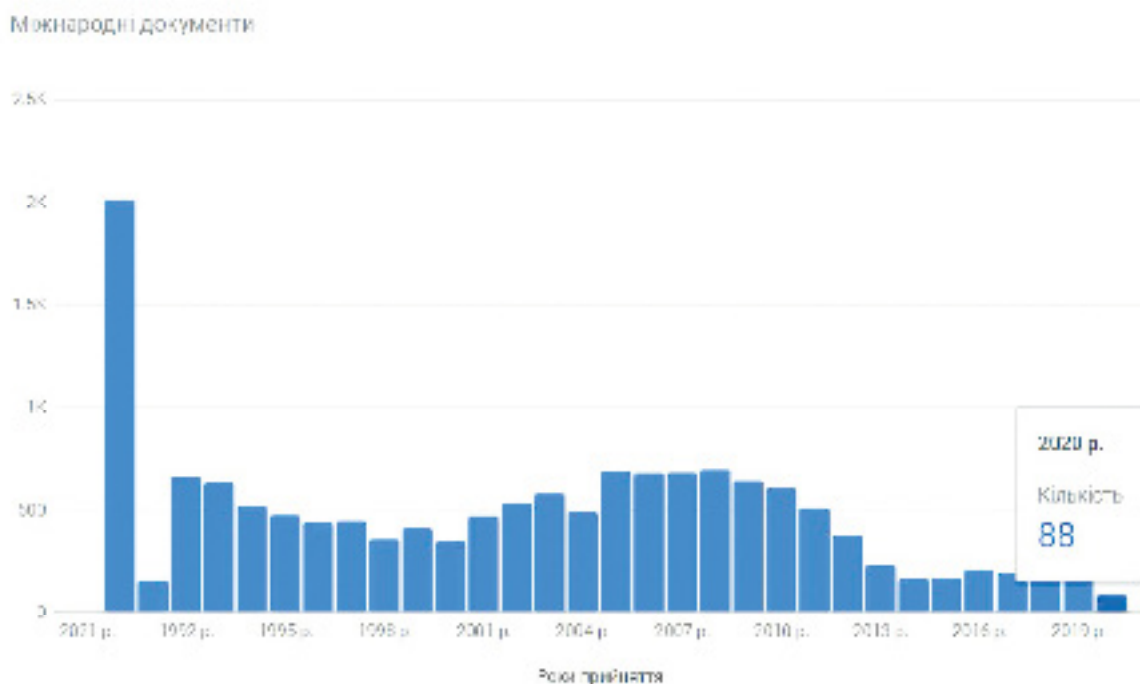 Міжнародні документи
2.5K
2K
1.5K
1K
500
0
2021 р. 1992 р. 1995 р. 1998 р. 2001 р. 2004 р. 2007 р. 2010 р. 2013 р. 2016 р. 2019 р.
Роки прийняття
2020 р.
Кількість
88